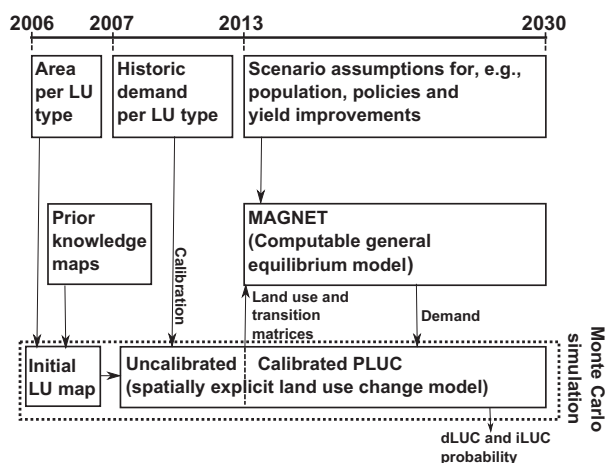 2006 2007 2013 2030
Area
per LU
type
Historic
demand
per LU type
Scenario assumptions for, e.g.,
population, policies and
yield improvements
Prior
knowledge
maps
Calibration
MAGNET
(Computable general
equilibrium model)
Land use and
transition
matrices
Demand
Initial
LU map
Uncalibrated Calibrated PLUC
(spatially explicit land use change model)
Monte Carlo
simulation
dLUC and iLUC
probability